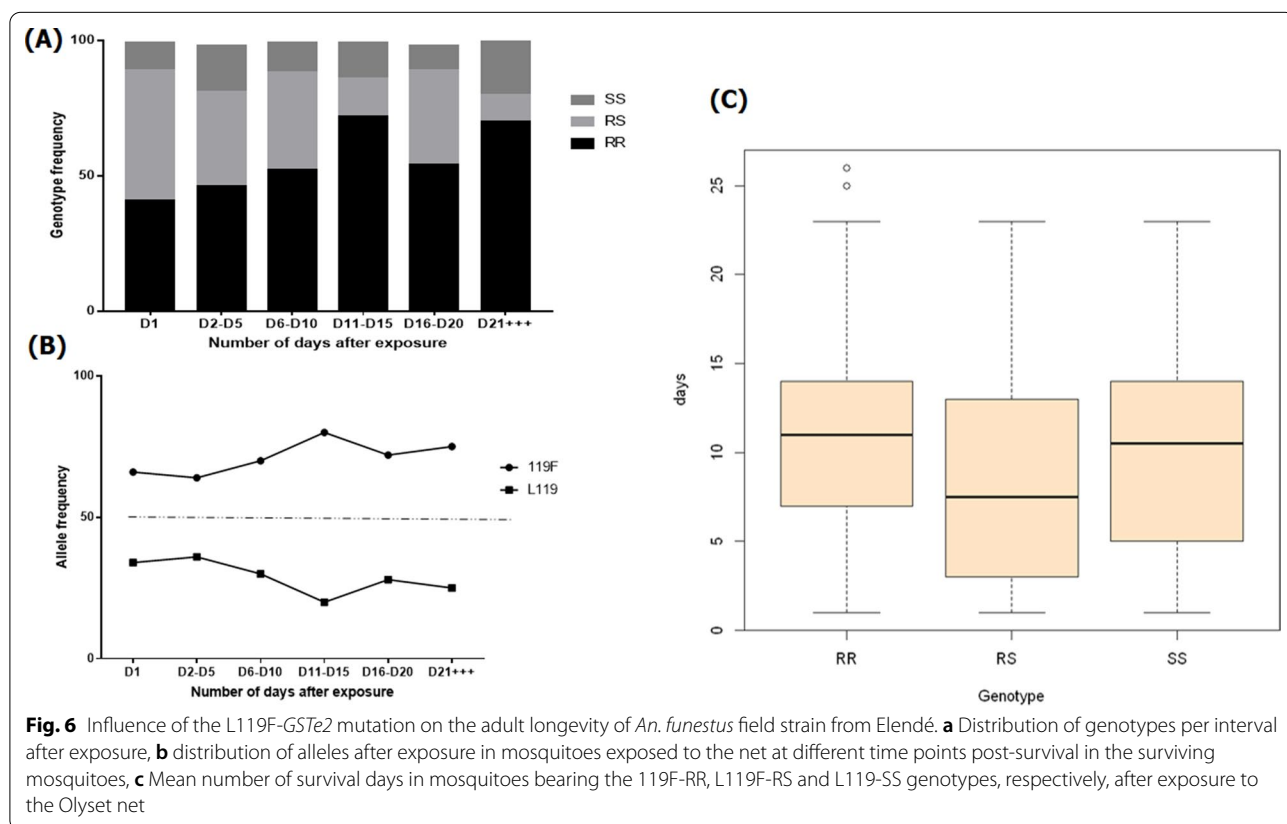 (A)
100
50
0
Genotype frequency
SS
RS
RR
D1 D2-D5 D6-D10 D11-D15 D16-D20 D21+++
Number of days after exposure
(B)
100
50
0
Allele frequency
119F
L119
D1 D2-D5 D6-D10 D11-D15 D16-D20 D21+++
Number of days after exposure
(C)
25
20
15
10
5
0
days
RR RS SS
Genotype
Fig. 6 Influence of the L119F-GSTe2 mutation on the adult longevity of An. funestus field strain from Elendé. a Distribution of genotypes per interval
after exposure, b distribution of alleles after exposure in mosquitoes exposed to the net at different time points post-survival in the surviving
mosquitoes, c Mean number of survival days in mosquitoes bearing the 119F-RR, L119F-RS and L119-SS genotypes, respectively, after exposure to
the Olyset net